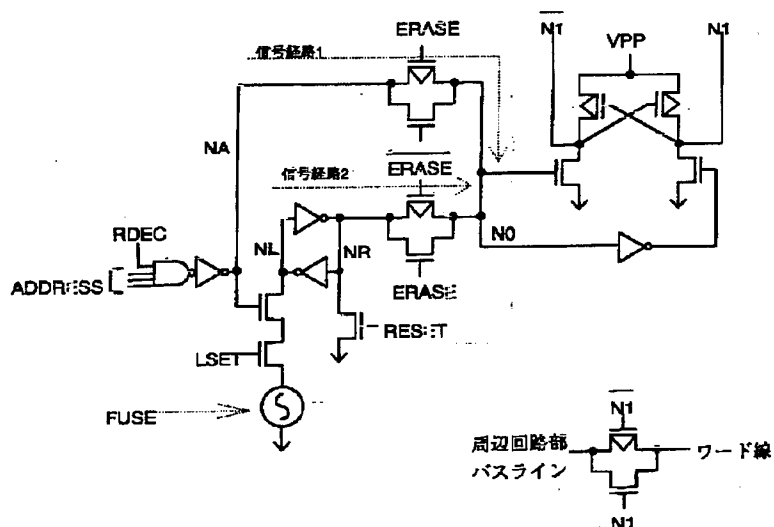 ERASE
信号経路1
N1
VPP
N1
NA
ERASE
信号経路2
RDEC
NL
NR
N0
ADDRESS
ERASE
RESET
LSET
FUSE
N1
周辺回路部
バスライン
ワード線
N1